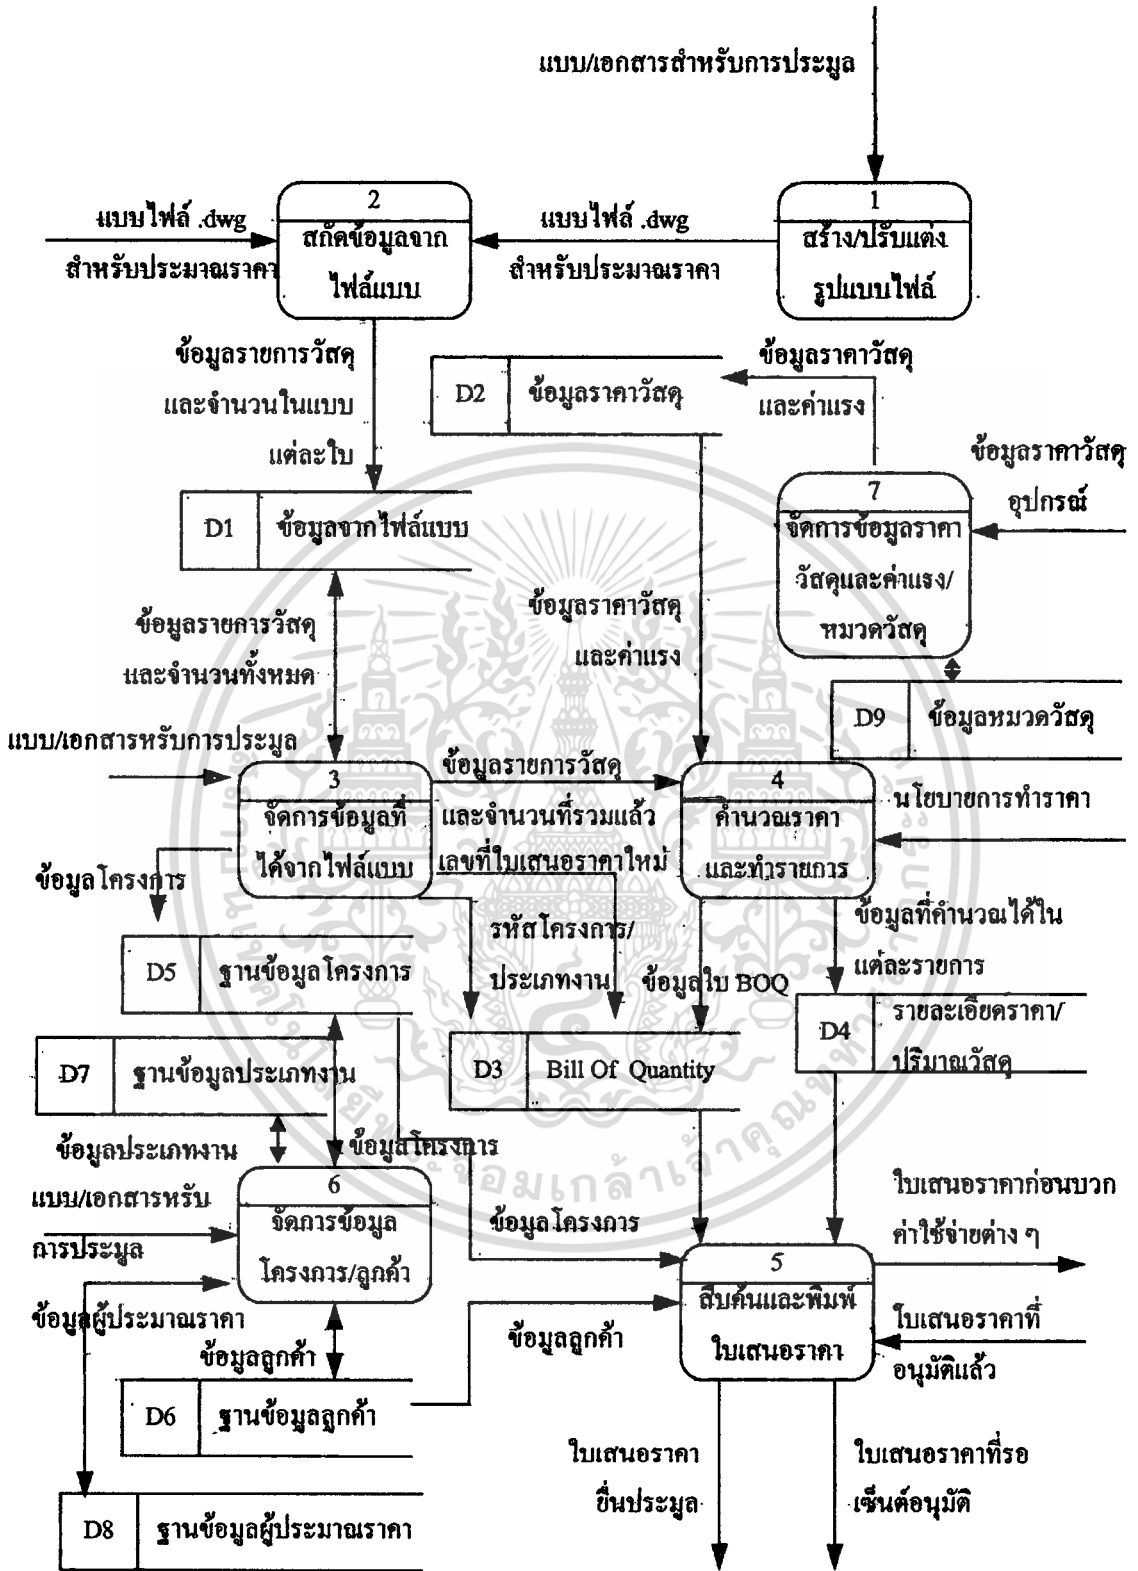 แบบ/เอกสารสำหรับการประมูล
2
สกัดข้อมูลจาก
ไฟล์แบบ
1
สร้าง/ปรับแต่ง
รูปแบบไฟล์
แบบไฟล์ .dwg
สำหรับประมาณราคา
แบบไฟล์ .dwg
สำหรับประมาณราคา
ข้อมูลรายการวัสดุ
และจำนวนในแบบ
แต่ละใบ
D2
ข้อมูลราคาวัสดุ
ข้อมูลราคาวัสดุ
และค่าแรง
ข้อมูลราคาวัสดุ
อุปกรณ์
7
จัดการข้อมูลราคา
วัสดุและค่าแรง/
หมวดวัสดุ
D1
ข้อมูลจากไฟล์แบบ
ข้อมูลรายการวัสดุ
และจำนวนทั้งหมด
ข้อมูลราคาวัสดุ
และค่าแรง
D9
ข้อมูลหมวดวัสดุ
แบบ/เอกสารหรับการประมูล
3
จัดการข้อมูลที่
ได้จากไฟล์แบบ
ข้อมูลรายการวัสดุ
และจำนวนที่รวมแล้ว
เลขที่ใบเสนอราคาใหม่
4
คำนวณราคา
และทำรายการ
นโยบายการทำราคา
ข้อมูลโครงการ
รหัสโครงการ/
ประเภทงาน
ข้อมูลใบ BOQ
ข้อมูลที่คำนวณได้ใน
แต่ละรายการ
D5
ฐานข้อมูลโครงการ
D4
รายละเอียดราคา/
ปริมาณวัสดุ
D7
ฐานข้อมูลประเภทงาน
D3
Bill Of Quantity
ข้อมูลประเภทงาน
ข้อมูลโครงการ
แบบ/เอกสารหรับ
การประมูล
6
จัดการข้อมูล
โครงการ/ลูกค้า
ข้อมูลโครงการ
ใบเสนอราคาก่อนบวก
ค่าใช้จ่ายต่าง ๆ
5
สืบค้นและพิมพ์
ใบเสนอราคา
ข้อมูลผู้ประมาณราคา
ข้อมูลลูกค้า
ข้อมูลลูกค้า
ใบเสนอราคาที่
อนุมัติแล้ว
D6
ฐานข้อมูลลูกค้า
ใบเสนอราคา
ยื่นประมูล
ใบเสนอราคาที่รอ
เซ็นต์อนุมัติ
D8
ฐานข้อมูลผู้ประมาณราคา